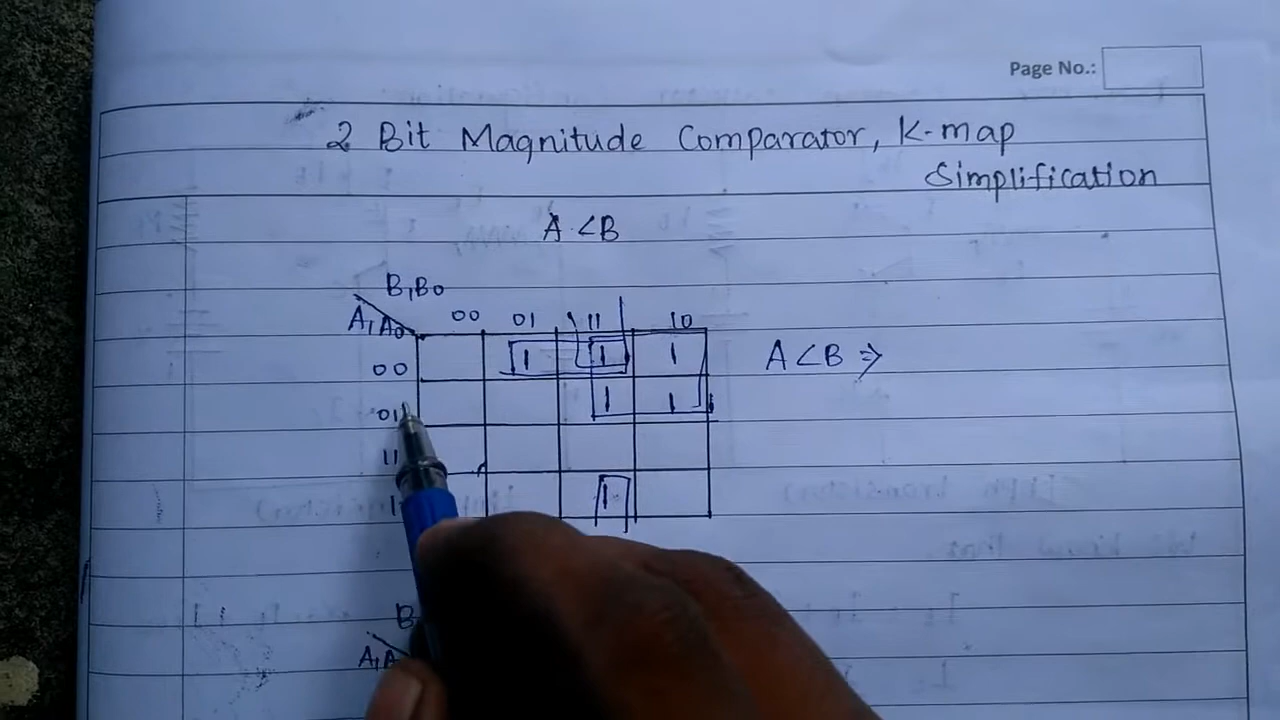 Page No.:
2 Bit Magnitude Comparator, K-map
Simplification
A <B
B1B0
A1A0
00 01 11 10
00 1 1 1
A<B ⇒
01 1 1
11
1
B
A1A